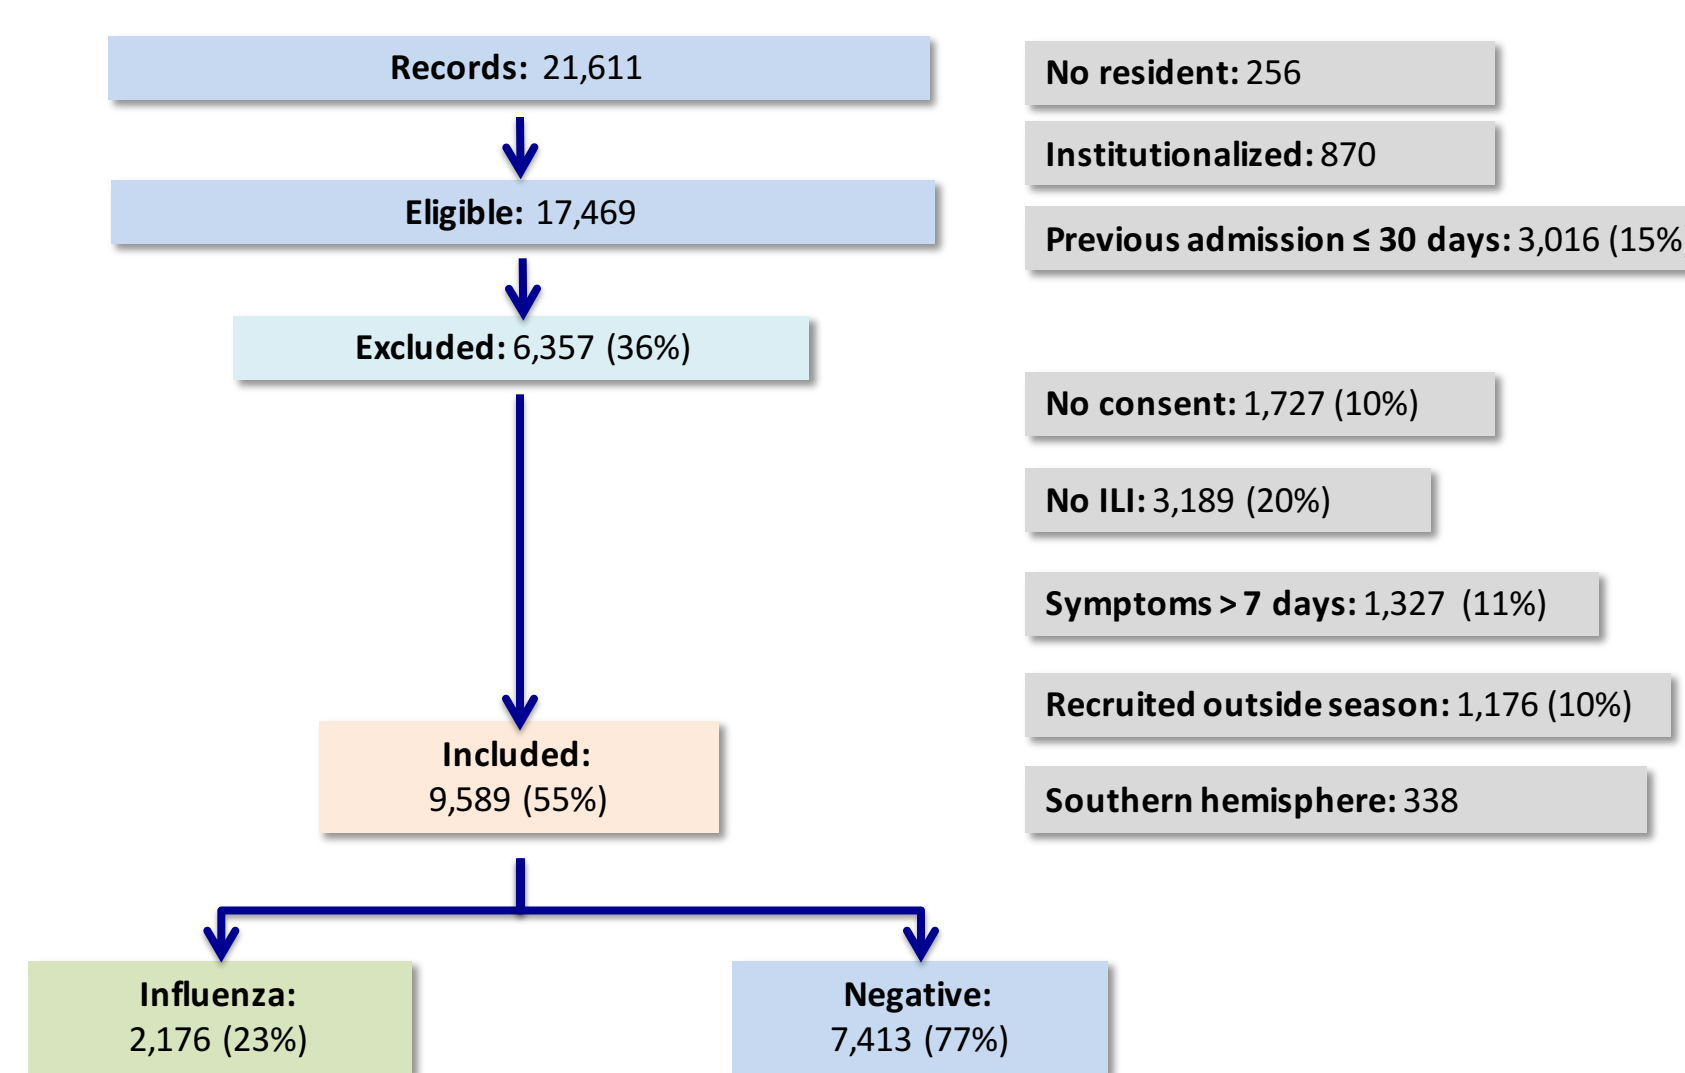 Records: 21,611
No resident: 256
Institutionalized: 870
Eligible: 17,469
Previous admission ≤ 30 days: 3,016 (15%
Excluded: 6,357 (36%)
No consent: 1,727 (10%)
No ILI: 3,189 (20%)
Symptoms > 7 days: 1,327 (11%)
Recruited outside season: 1,176 (10%)
Included:
9,589 (55%)
Southern hemisphere: 338
Influenza:
2,176 (23%)
Negative:
7,413 (77%)